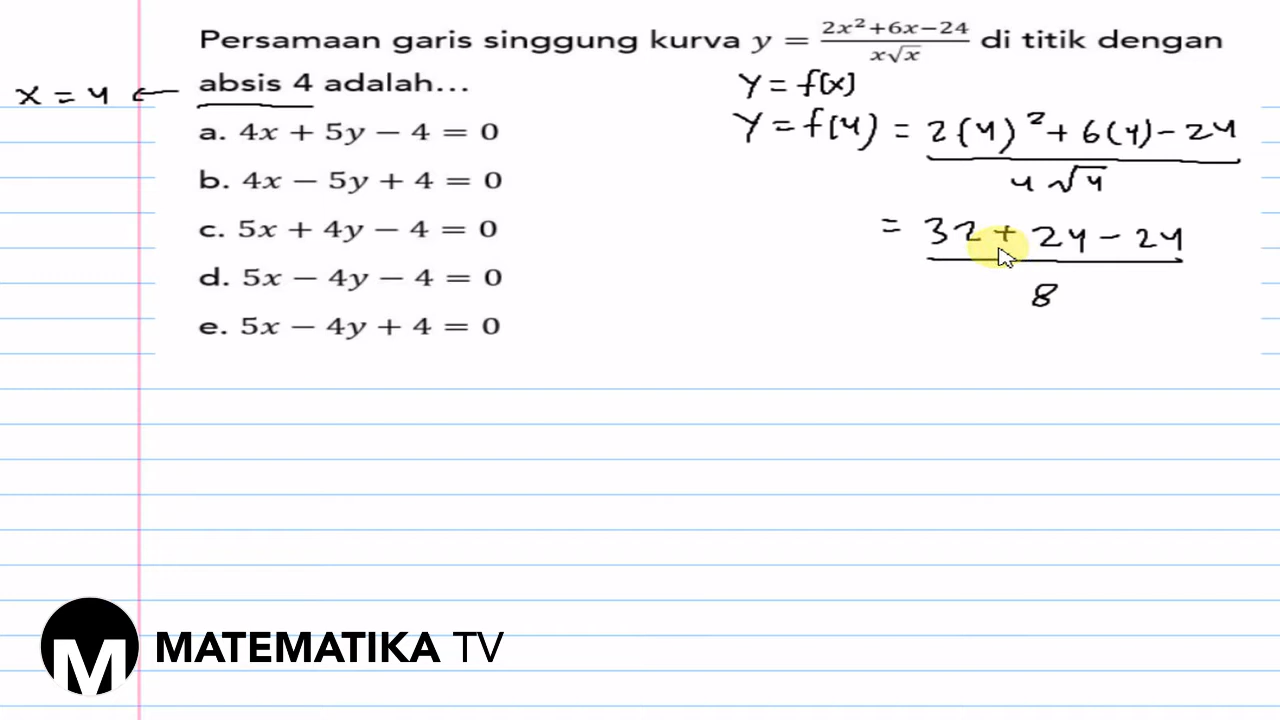 Persamaan garis singgung kurva y = (2x²+6x−24)/(x√x) di titik dengan
x = 4 ← absis 4 adalah...
y = f(x)
a. 4x + 5y − 4 = 0
y = f(4) = (2(4)² + 6(4) − 24)/(4√4)
b. 4x − 5y + 4 = 0
c. 5x + 4y − 4 = 0
= (32 + 24 − 24)/8
d. 5x − 4y − 4 = 0
e. 5x − 4y + 4 = 0
M MATEMATIKA TV